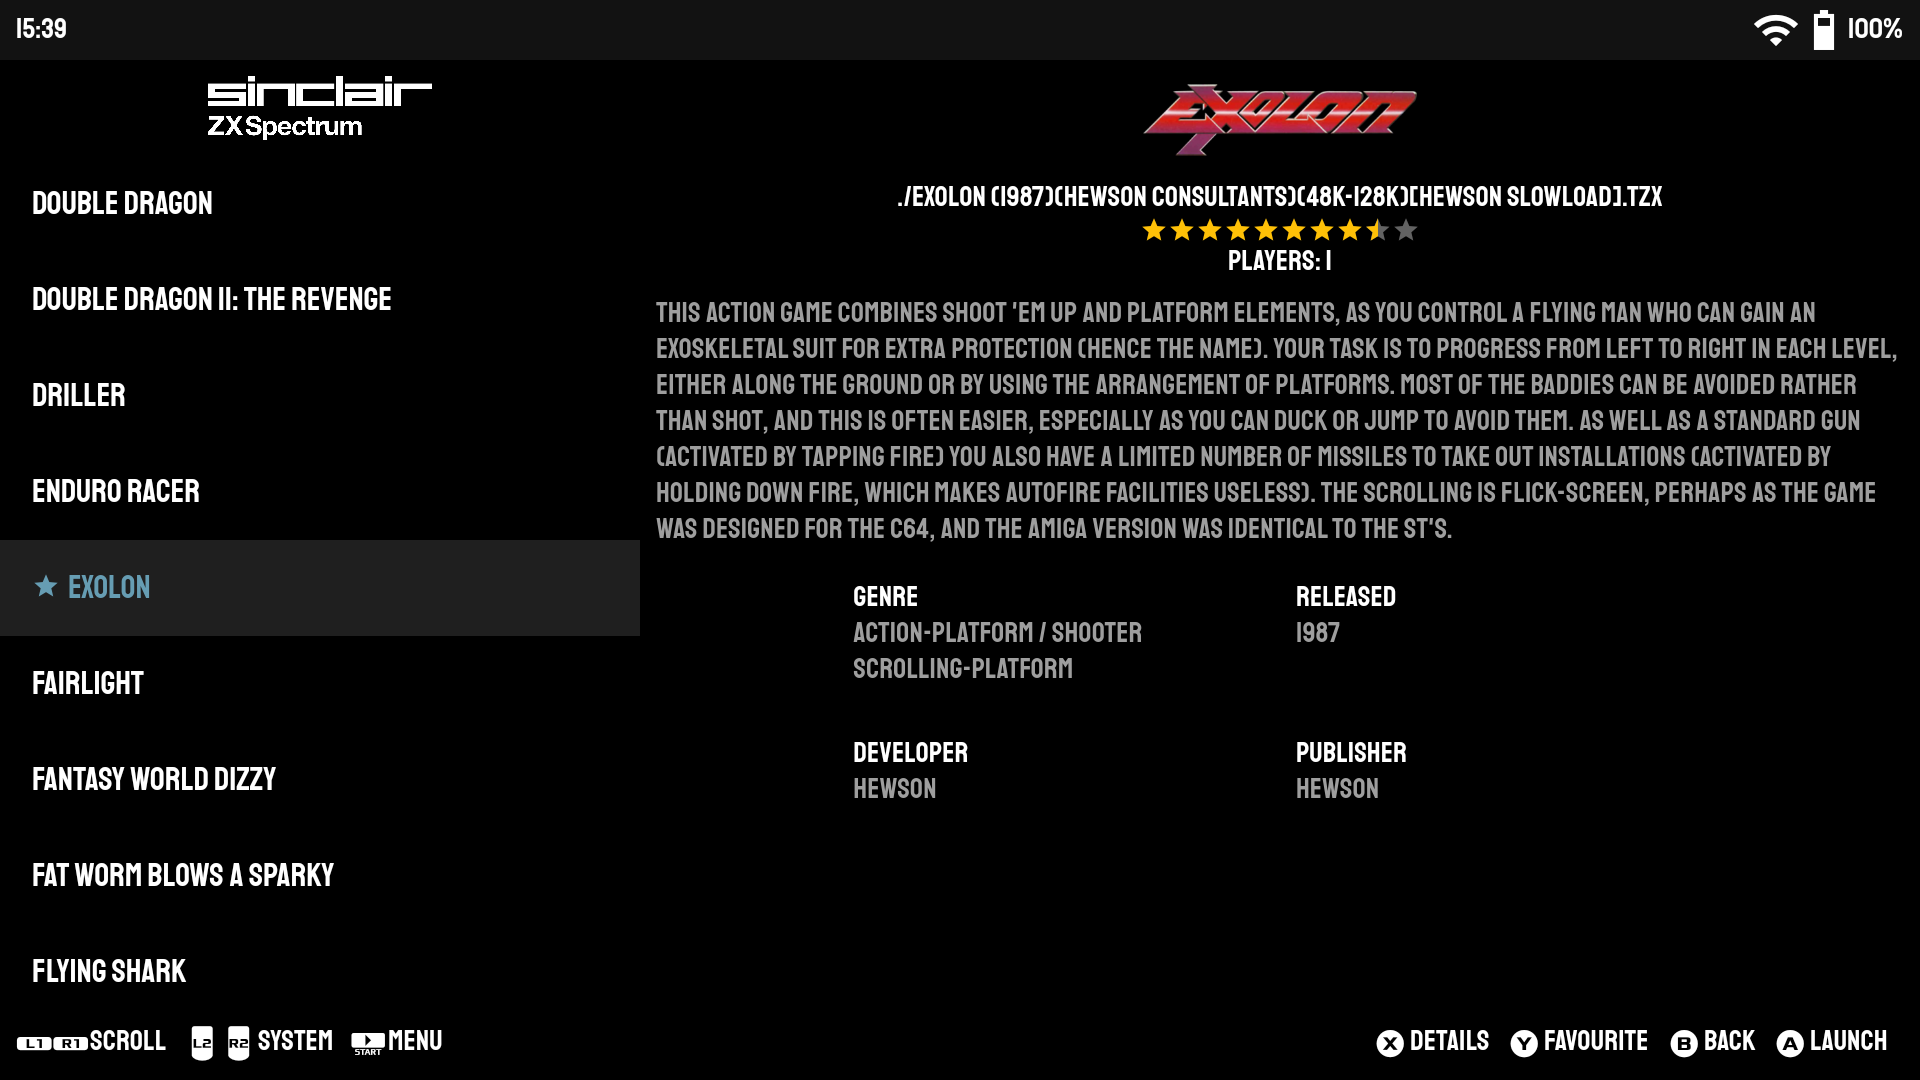 15:39
100%
sinclair
ZX Spectrum
EXOLON
DOUBLE DRAGON
DOUBLE DRAGON II: THE REVENGE
DRILLER
ENDURO RACER
EXOLON
FAIRLIGHT
FANTASY WORLD DIZZY
FAT WORM BLOWS A SPARKY
FLYING SHARK
./EXOLON (1987)(HEWSON CONSULTANTS)(48K-128K)[HEWSON SLOWLOAD].TZX
PLAYERS: 1
THIS ACTION GAME COMBINES SHOOT 'EM UP AND PLATFORM ELEMENTS, AS YOU CONTROL A FLYING MAN WHO CAN GAIN AN
EXOSKELETAL SUIT FOR EXTRA PROTECTION (HENCE THE NAME). YOUR TASK IS TO PROGRESS FROM LEFT TO RIGHT IN EACH LEVEL,
EITHER ALONG THE GROUND OR BY USING THE ARRANGEMENT OF PLATFORMS. MOST OF THE BADDIES CAN BE AVOIDED RATHER
THAN SHOT, AND THIS IS OFTEN EASIER, ESPECIALLY AS YOU CAN DUCK OR JUMP TO AVOID THEM. AS WELL AS A STANDARD GUN
(ACTIVATED BY TAPPING FIRE) YOU ALSO HAVE A LIMITED NUMBER OF MISSILES TO TAKE OUT INSTALLATIONS (ACTIVATED BY
HOLDING DOWN FIRE, WHICH MAKES AUTOFIRE FACILITIES USELESS). THE SCROLLING IS FLICK-SCREEN, PERHAPS AS THE GAME
WAS DESIGNED FOR THE C64, AND THE AMIGA VERSION WAS IDENTICAL TO THE ST'S.
GENRE
ACTION-PLATFORM / SHOOTER
SCROLLING-PLATFORM
RELEASED
1987
DEVELOPER
HEWSON
PUBLISHER
HEWSON
L1 R1 SCROLL L2 R2 SYSTEM START MENU
X DETAILS Y FAVOURITE B BACK A LAUNCH